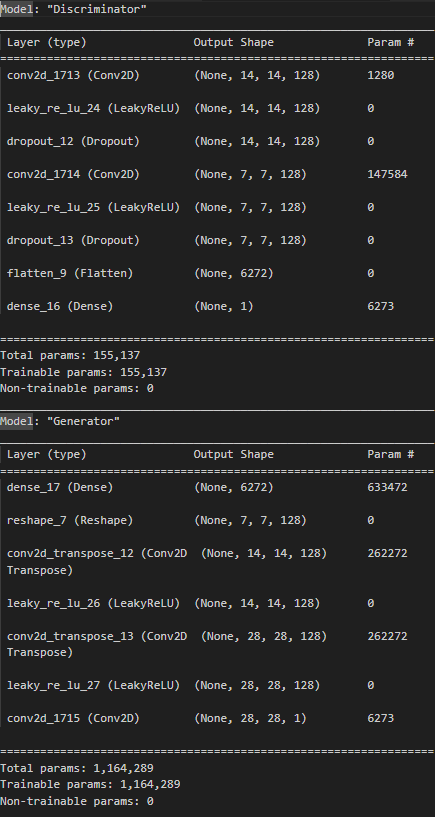 Model: "Discriminator"
Layer (type) Output Shape Param #
=================================================================
conv2d_1713 (Conv2D) (None, 14, 14, 128) 1280
leaky_re_lu_24 (LeakyReLU) (None, 14, 14, 128) 0
dropout_12 (Dropout) (None, 14, 14, 128) 0
conv2d_1714 (Conv2D) (None, 7, 7, 128) 147584
leaky_re_lu_25 (LeakyReLU) (None, 7, 7, 128) 0
dropout_13 (Dropout) (None, 7, 7, 128) 0
flatten_9 (Flatten) (None, 6272) 0
dense_16 (Dense) (None, 1) 6273
=================================================================
Total params: 155,137
Trainable params: 155,137
Non-trainable params: 0
Model: "Generator"
Layer (type) Output Shape Param #
=================================================================
dense_17 (Dense) (None, 6272) 633472
reshape_7 (Reshape) (None, 7, 7, 128) 0
conv2d_transpose_12 (Conv2D (None, 14, 14, 128) 262272
Transpose)
leaky_re_lu_26 (LeakyReLU) (None, 14, 14, 128) 0
conv2d_transpose_13 (Conv2D (None, 28, 28, 128) 262272
Transpose)
leaky_re_lu_27 (LeakyReLU) (None, 28, 28, 128) 0
conv2d_1715 (Conv2D) (None, 28, 28, 1) 6273
=================================================================
Total params: 1,164,289
Trainable params: 1,164,289
Non-trainable params: 0